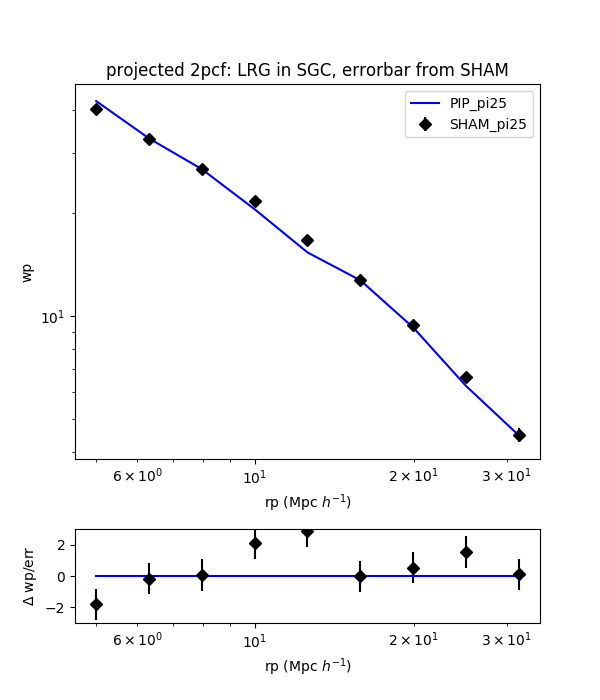 projected 2pcf: LRG in SGC, errorbar from SHAM
PIP_pi25
SHAM_pi25
wp
10¹
6 × 10⁰
10¹
2 × 10¹
3 × 10¹
rp (Mpc h⁻¹)
Δ wp/err
2
0
−2
6 × 10⁰
10¹
2 × 10¹
3 × 10¹
rp (Mpc h⁻¹)